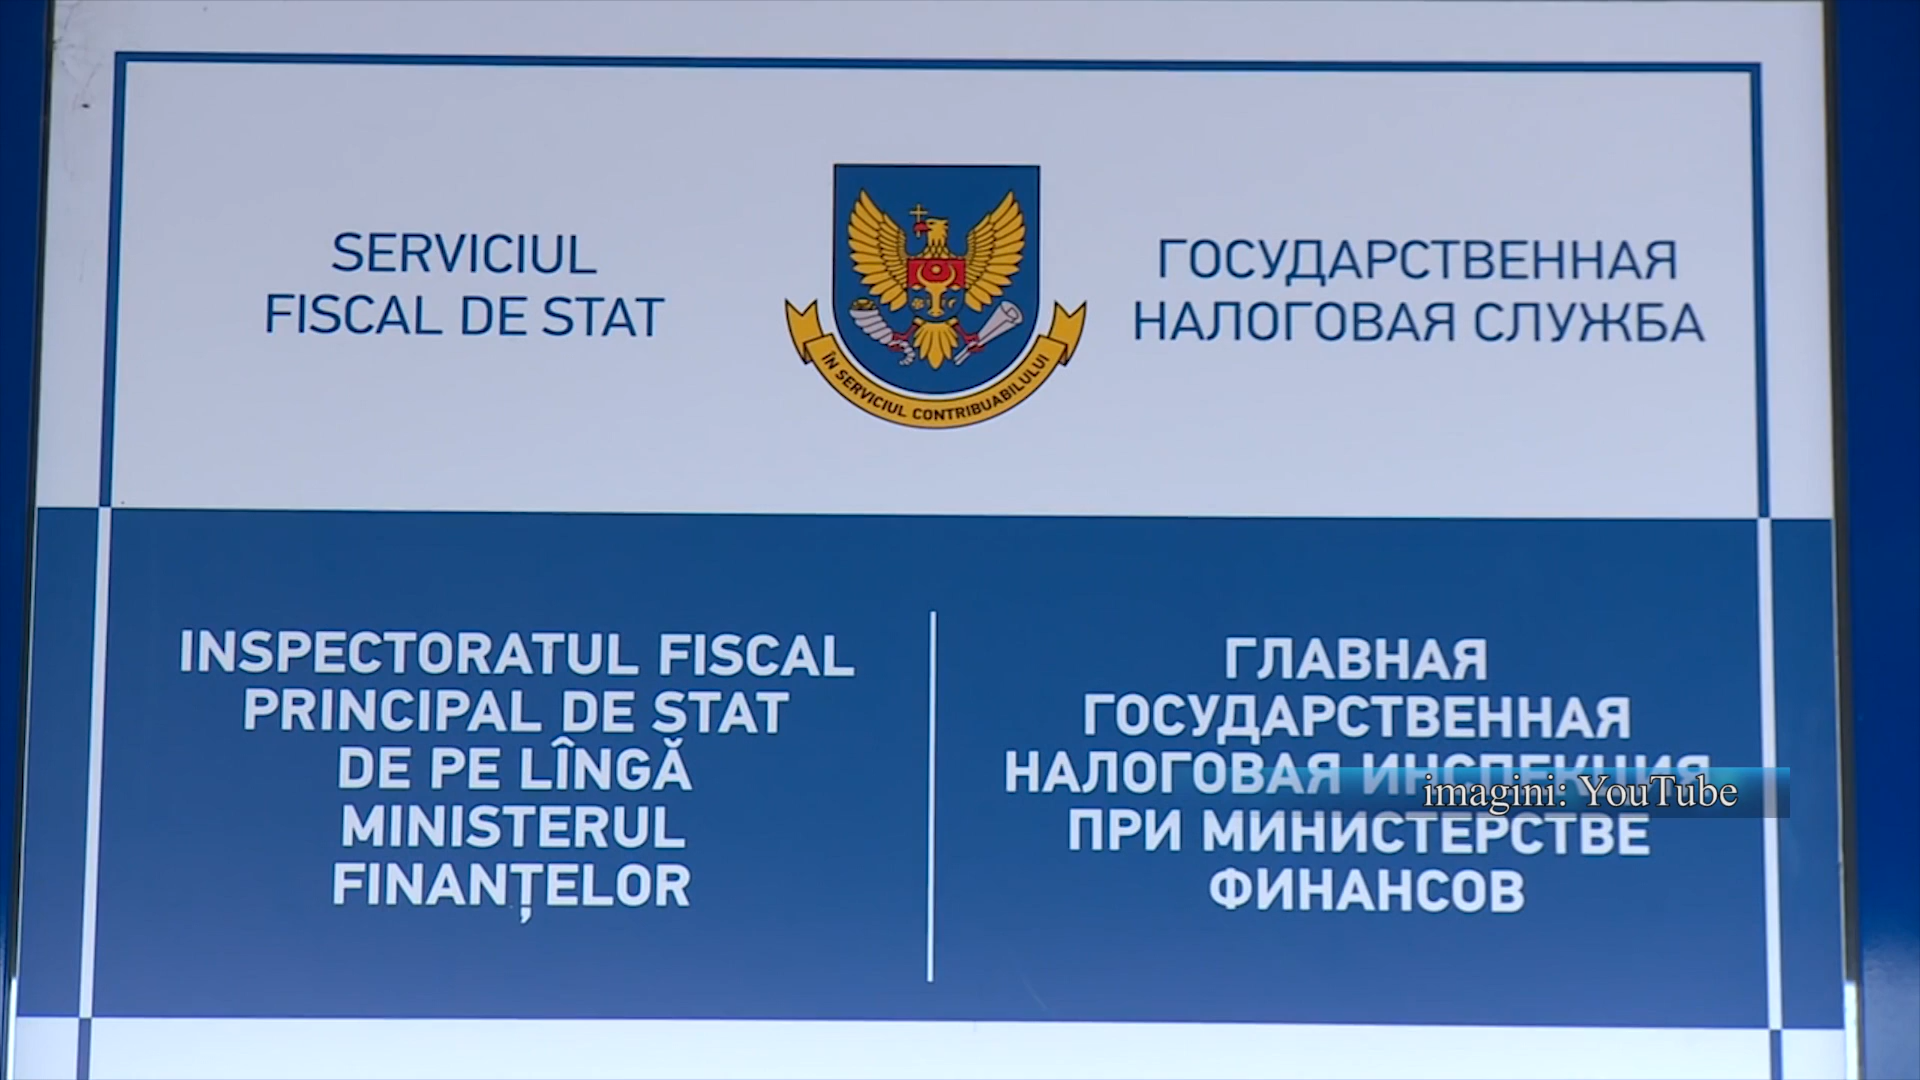 SERVICIUL
FISCAL DE STAT
ÎN SERVICIUL CONTRIBUABILULUI
ГОСУДАРСТВЕННАЯ
НАЛОГОВАЯ СЛУЖБА
INSPECTORATUL FISCAL
PRINCIPAL DE STAT
DE PE LÎNGĂ
MINISTERUL
FINANȚELOR
ГЛАВНАЯ
ГОСУДАРСТВЕННАЯ
НАЛОГОВАЯ ИНСПЕКЦИЯ
ПРИ МИНИСТЕРСТВЕ
ФИНАНСОВ
imagini: YouTube